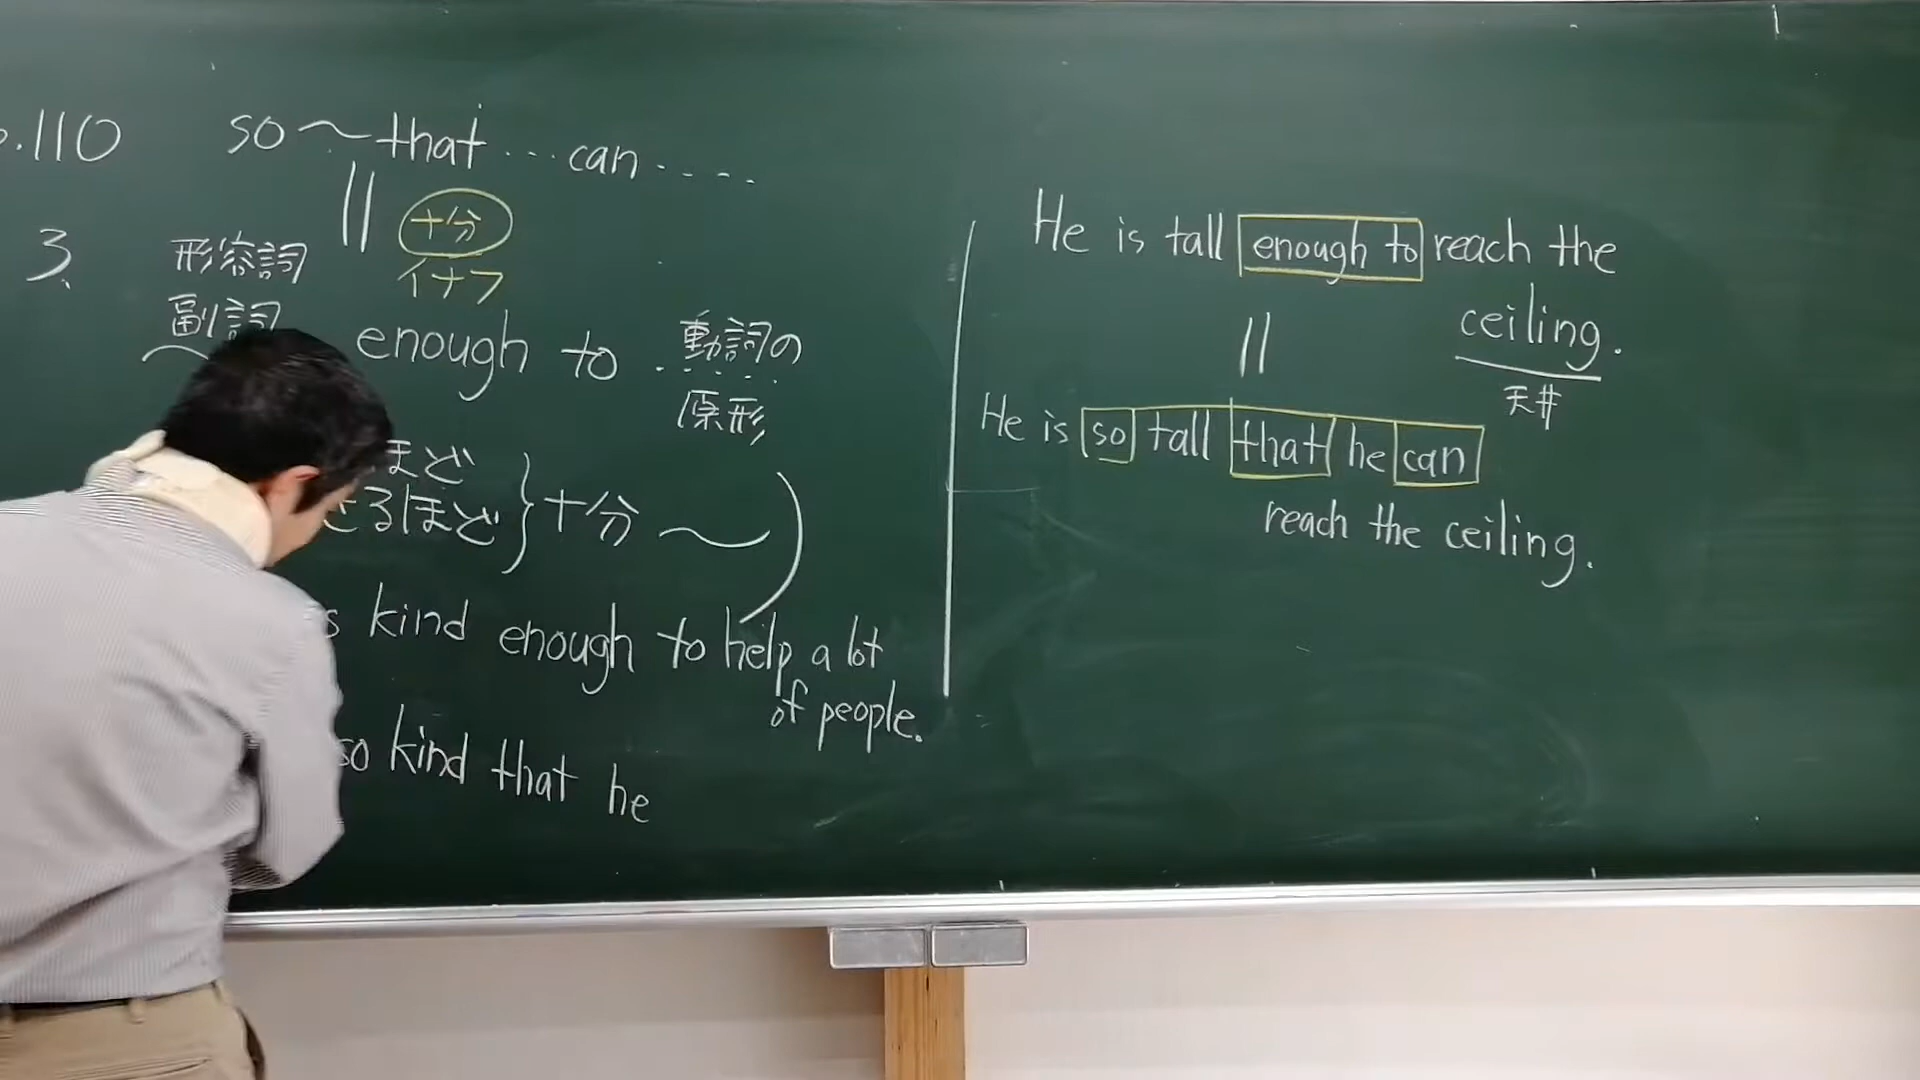 .110 so～that ... can ....
|| 十分
イナフ
3.
形容詞
副詞
～ enough to 動詞の
原形
ほど
きるほど } 十分 ～
s kind enough to help a lot
of people.
so kind that he
He is tall enough to reach the
ceiling.
天井
||
He is so tall that he can
reach the ceiling.